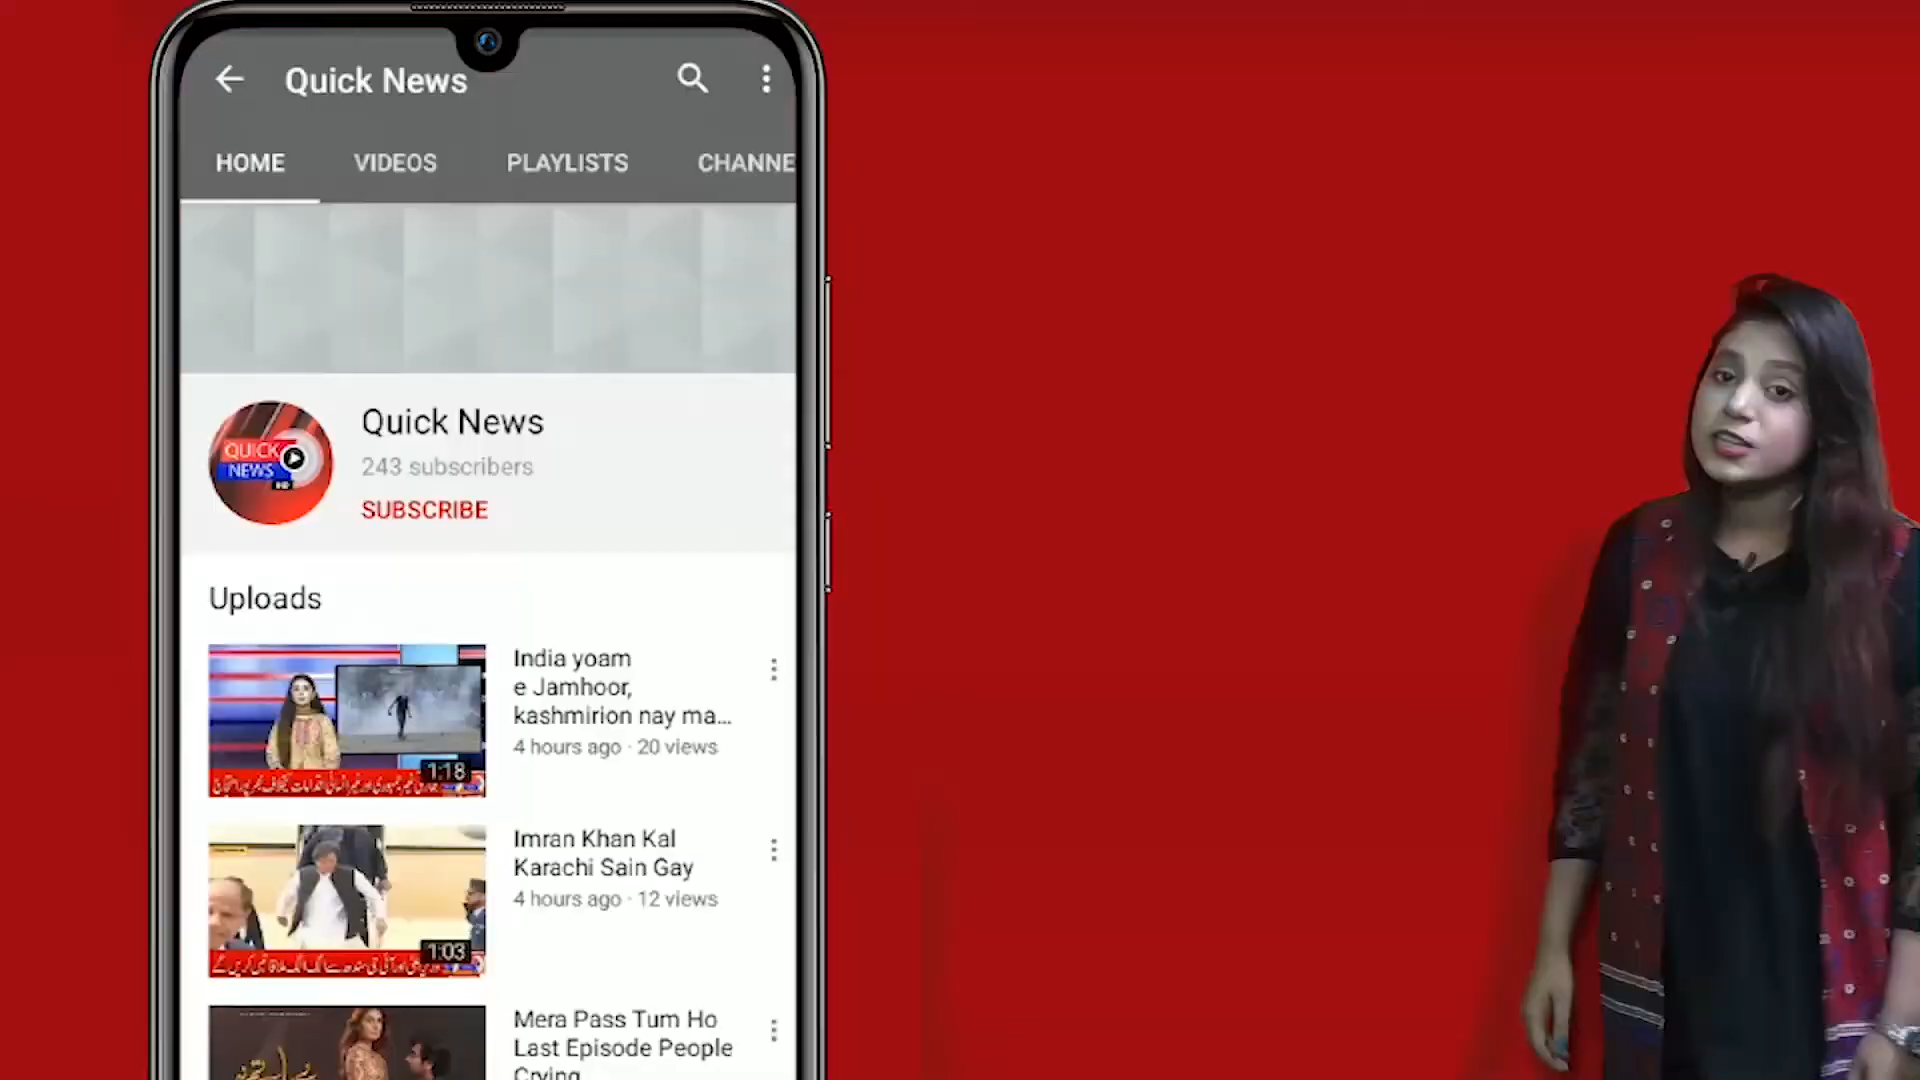 Quick News
HOME VIDEOS PLAYLISTS CHANNE
Quick News
QUICK
NEWS
HD
243 subscribers
SUBSCRIBE
Uploads
India yoam
e Jamhoor,
kashmirion nay ma...
4 hours ago · 20 views
1:18
Imran Khan Kal
Karachi Sain Gay
4 hours ago · 12 views
1:03
Mera Pass Tum Ho
Last Episode People
Crying